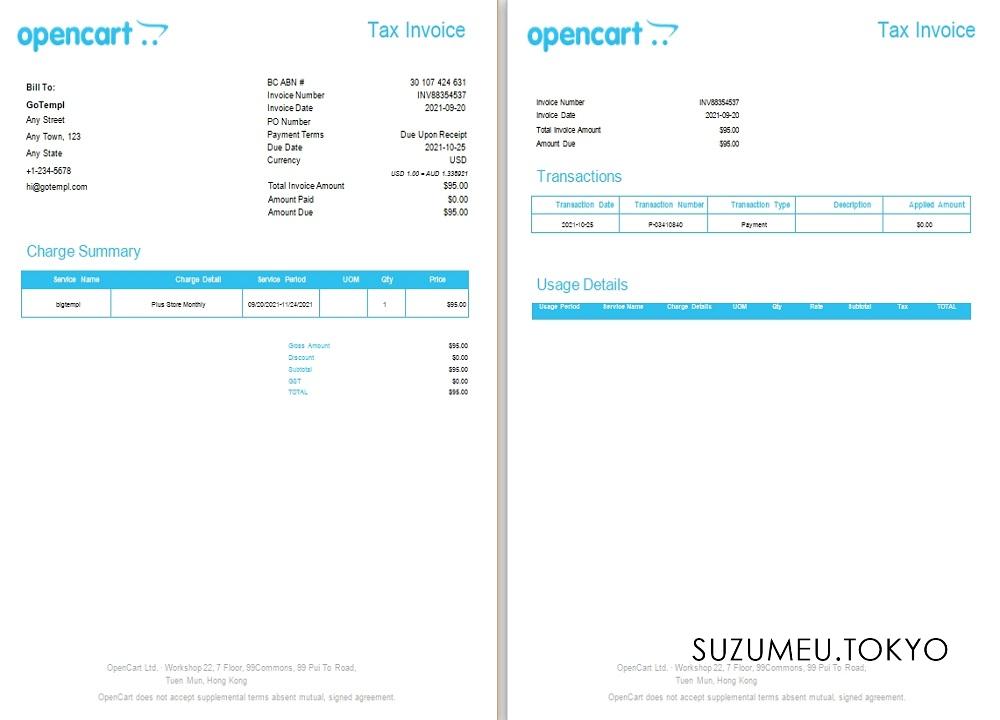 opencart
Tax Invoice
Bill To:
GoTempl
Any Street
Any Town, 123
Any State
+1-234-5678
hi@gotempl.com
BC ABN # 30 107 424 631
Invoice Number INV88354537
Invoice Date 2021-09-20
PO Number
Payment Terms Due Upon Receipt
Due Date 2021-10-25
Currency USD
USD 1.00 = AUD 1.336921
Total Invoice Amount $95.00
Amount Paid $0.00
Amount Due $95.00
Charge Summary
Service Name Charge Detail Service Period UOM Qty Price
bigtempl Plus Store Monthly 09/20/2021-11/24/2021 1 $95.00
Gross Amount $95.00
Discount $0.00
Subtotal $95.00
GST $0.00
TOTAL $95.00
OpenCart Ltd. · Workshop 22, 7 Floor, 99Commons, 99 Pui To Road,
Tuen Mun, Hong Kong
OpenCart does not accept supplemental terms absent mutual, signed agreement.
opencart
Tax Invoice
Invoice Number INV88354537
Invoice Date 2021-09-20
Total Invoice Amount $95.00
Amount Due $95.00
Transactions
Transaction Date Transaction Number Transaction Type Description Applied Amount
2021-10-25 P-03410840 Payment $0.00
Usage Details
Usage Period Service Name Charge Details UOM Qty Rate Subtotal Tax TOTAL
SUZUMEU.TOKYO
OpenCart Ltd. · Workshop 22, 7 Floor, 99Commons, 99 Pui To Road,
Tuen Mun, Hong Kong
OpenCart does not accept supplemental terms absent mutual, signed agreement.